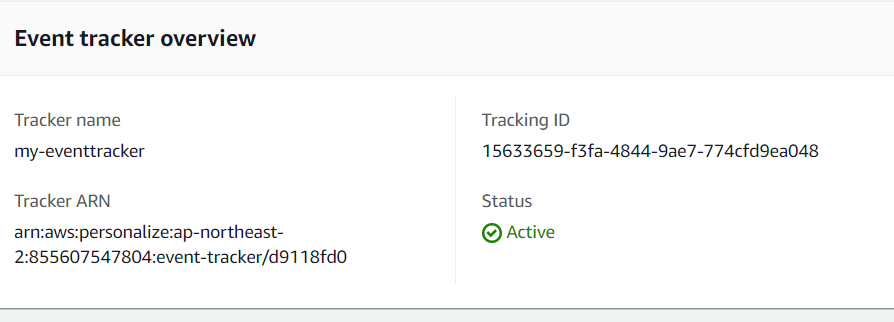 Event tracker overview
Tracker name
my-eventtracker
Tracker ARN
arn:aws:personalize:ap-northeast-
2:855607547804:event-tracker/d9118fd0
Tracking ID
15633659-f3fa-4844-9ae7-774cfd9ea048
Status
Active